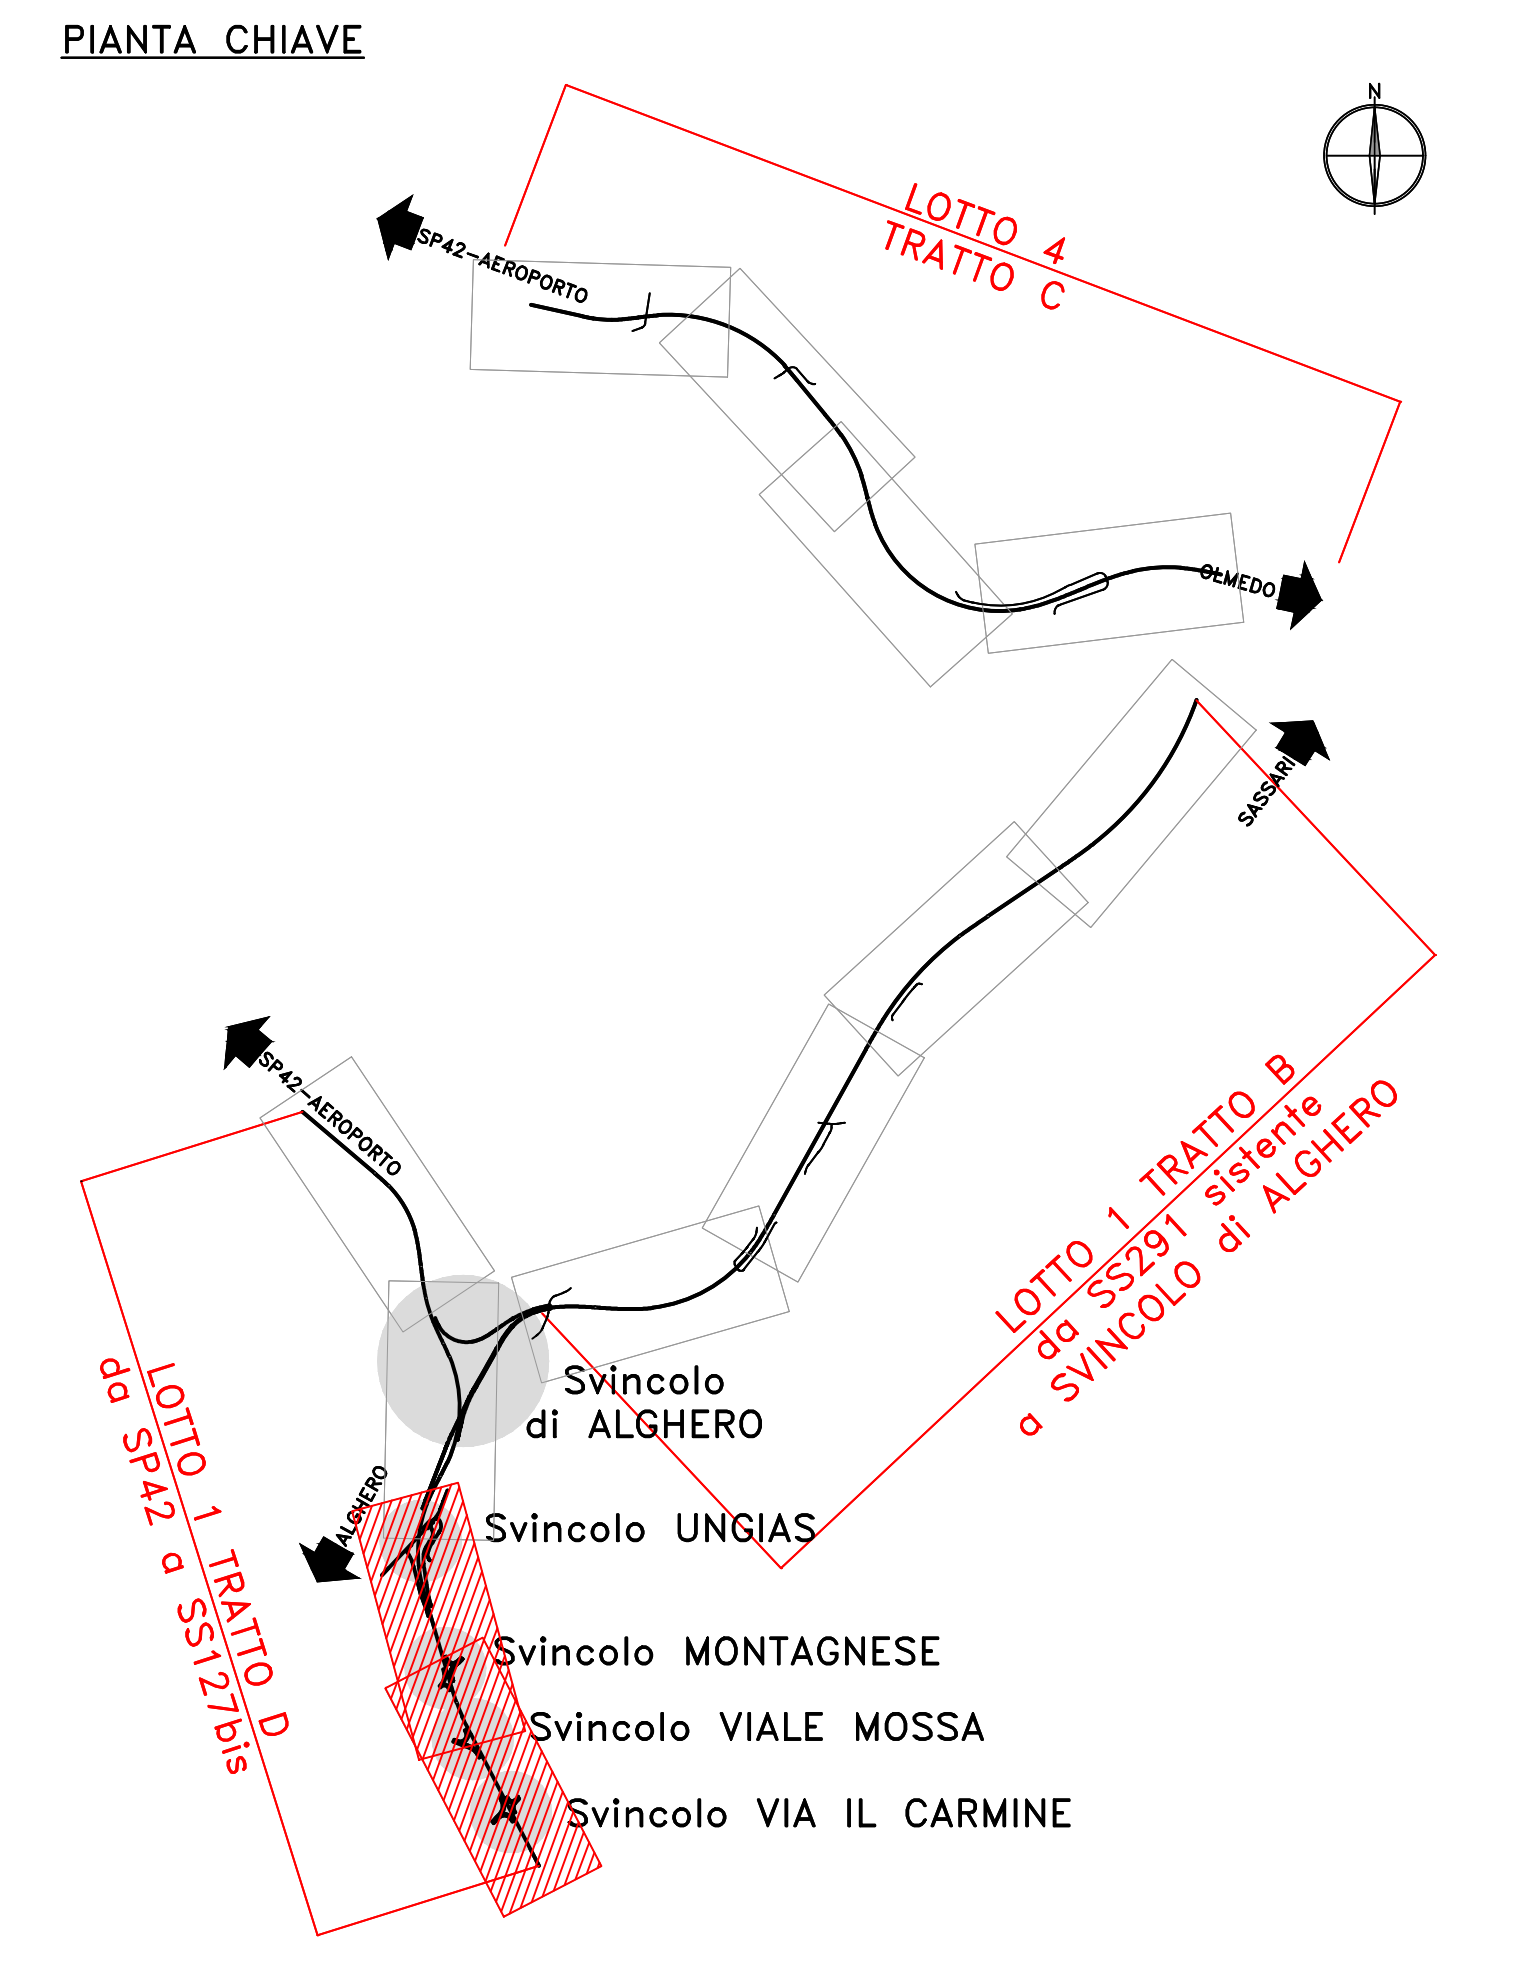 PIANTA CHIAVE
N
LOTTO 4
TRATTO C
SP42-AEROPORTO
OLMEDO
SASSARI
SP42-AEROPORTO
LOTTO 1 TRATTO B
da SS291 sistente
a SVINCOLO di ALGHERO
Svincolo
di ALGHERO
LOTTO 1 TRATTO D
da SP42 a SS127bis
ALGHERO
Svincolo UNGIAS
Svincolo MONTAGNESE
Svincolo VIALE MOSSA
Svincolo VIA IL CARMINE